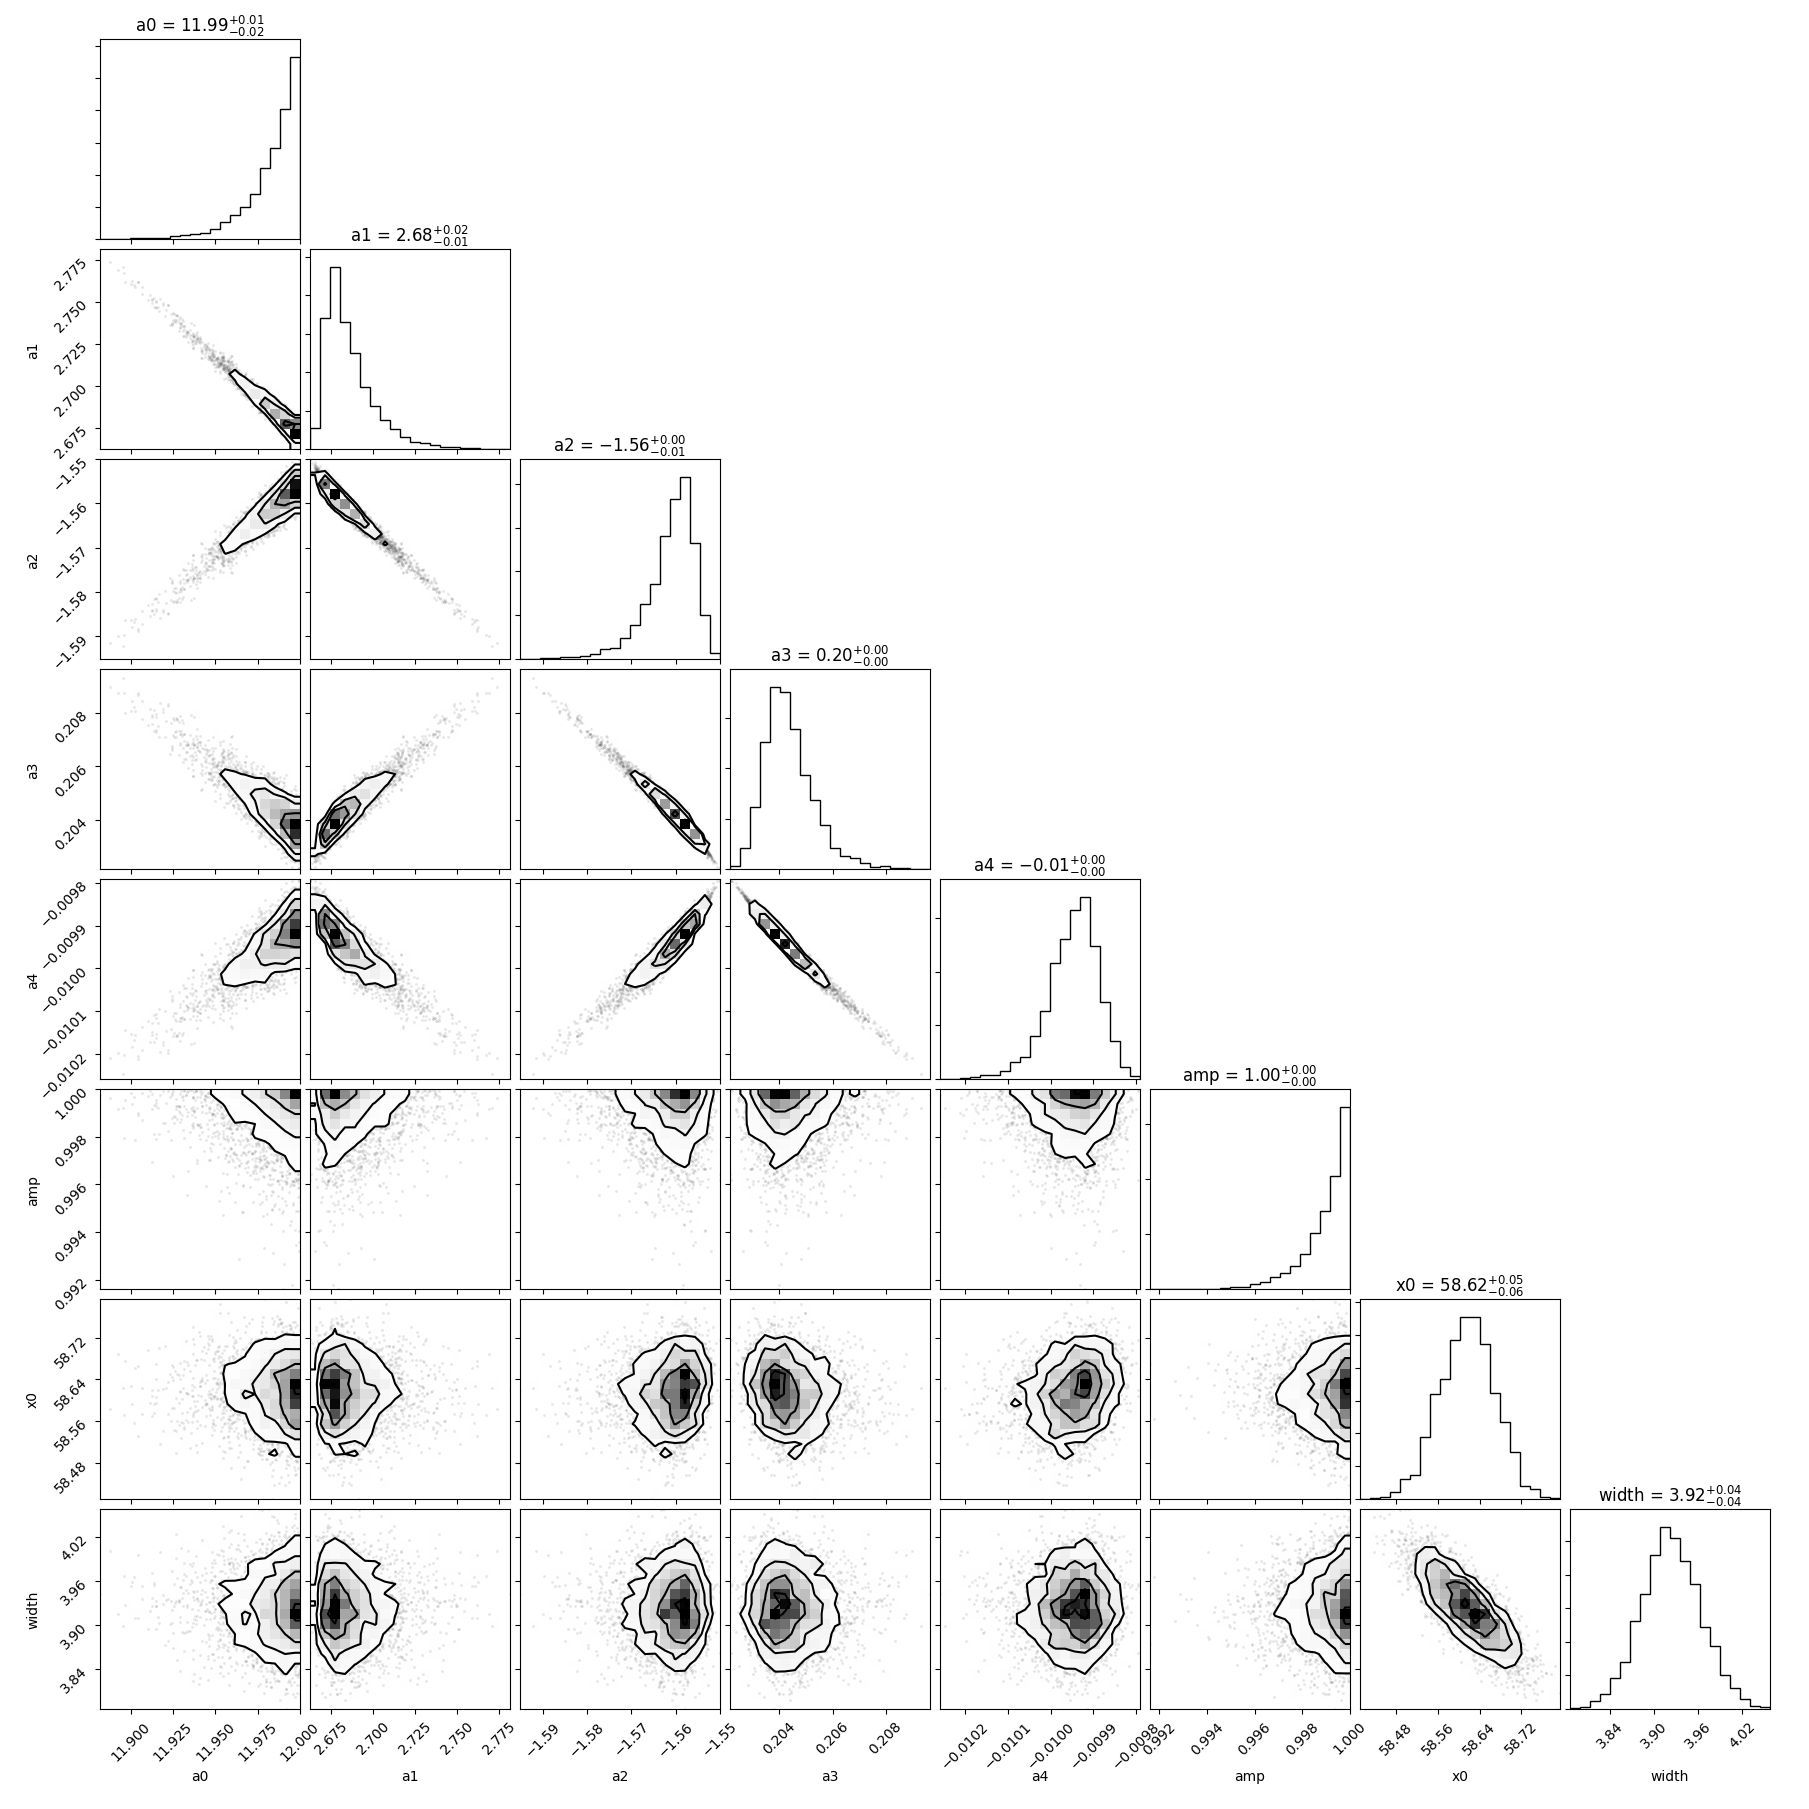 a0 = 11.99+0.01−0.02
a1 = 2.68+0.02−0.01
2.775
2.750
2.725
2.700
2.675
a1
a2 = −1.56+0.00−0.01
−1.55
−1.56
−1.57
−1.58
−1.59
a2
a3 = 0.20+0.00−0.00
0.208
0.206
0.204
a3
a4 = −0.01+0.00−0.00
−0.0098
−0.0099
−0.0100
−0.0101
−0.0102
a4
amp = 1.00+0.00−0.00
1.000
0.998
0.996
0.994
0.992
amp
x0 = 58.62+0.05−0.06
58.72
58.64
58.56
58.48
x0
width = 3.92+0.04−0.04
4.02
3.96
3.90
3.84
width
11.900 11.925 11.950 11.975 12.000 2.675 2.700 2.725 2.750 2.775 −1.59 −1.58 −1.57 −1.56 −1.55 0.204 0.206 0.208 −0.0102 −0.0101 −0.0100 −0.0099 −0.0098 0.992 0.994 0.996 0.998 1.000 58.48 58.56 58.64 58.72 3.84 3.90 3.96 4.02
a0 a1 a2 a3 a4 amp x0 width